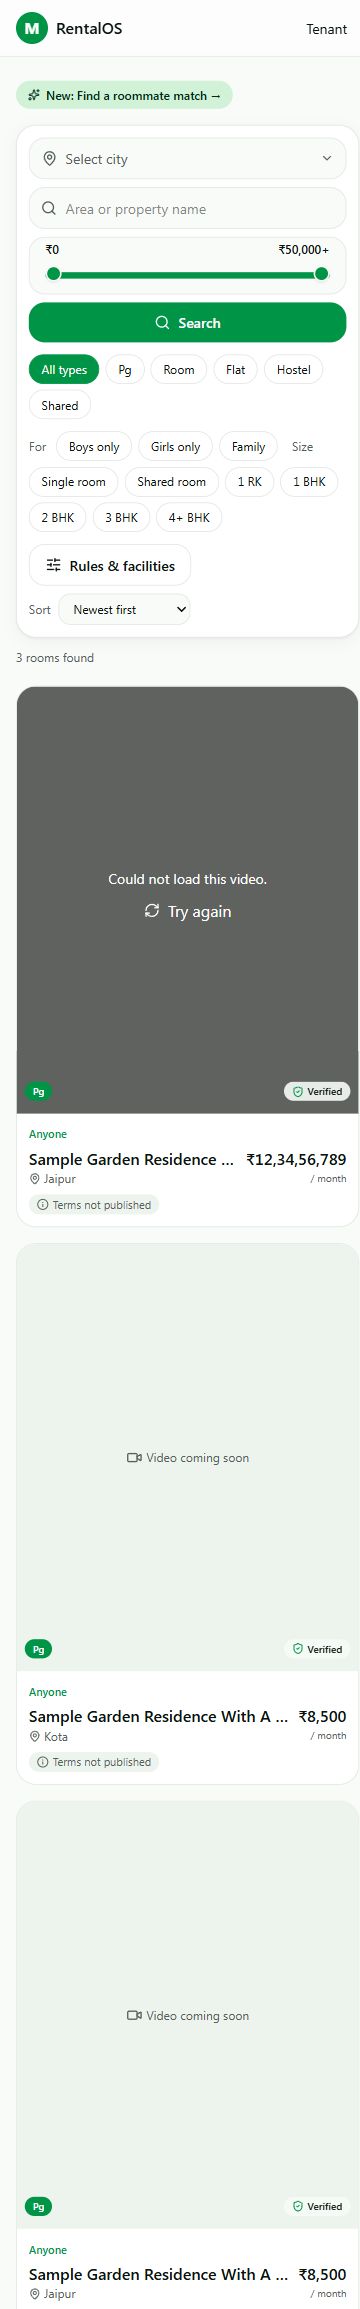 M RentalOS Tenant
New: Find a roommate match →
Select city
Area or property name
₹0 ₹50,000+
Search
All types Pg Room Flat Hostel
Shared
For Boys only Girls only Family Size
Single room Shared room 1 RK 1 BHK
2 BHK 3 BHK 4+ BHK
Rules & facilities
Sort Newest first
3 rooms found
Could not load this video.
Try again
Pg Verified
Anyone
Sample Garden Residence ... ₹12,34,56,789
Jaipur / month
Terms not published
Video coming soon
Pg Verified
Anyone
Sample Garden Residence With A ... ₹8,500
Kota / month
Terms not published
Video coming soon
Pg Verified
Anyone
Sample Garden Residence With A ... ₹8,500
Jaipur / month